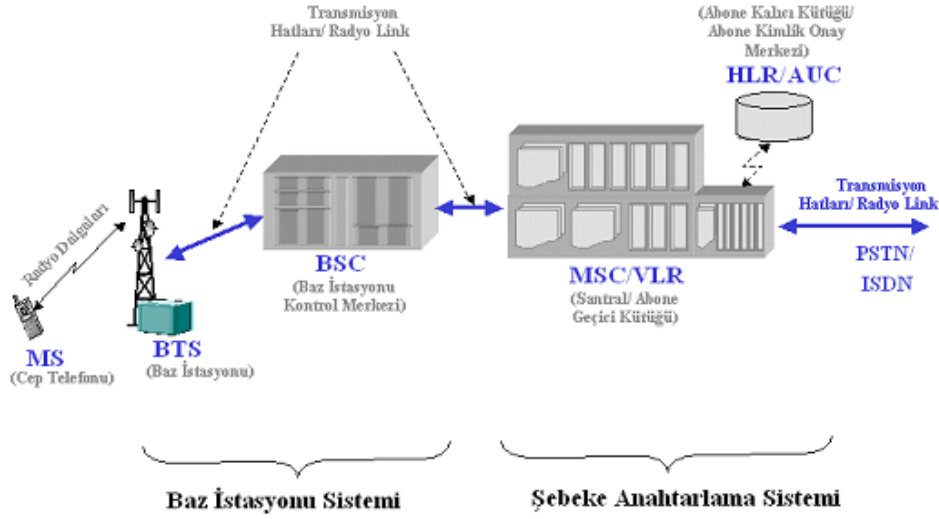 Transmisyon
Hatları/ Radyo Link
(Abone Kalıcı Kütüğü/
Abone Kimlik Onay
Merkezi)
HLR/AUC
Radyo Dalgaları
Transmisyon
Hatları/ Radyo Link
PSTN/
ISDN
BSC
(Baz İstasyonu
Kontrol Merkezi)
MSC/VLR
(Santral/ Abone
Geçici Kütüğü)
MS
(Cep Telefonu)
BTS
(Baz İstasyonu)
Baz İstasyonu Sistemi
Şebeke Anahtarlama Sistemi